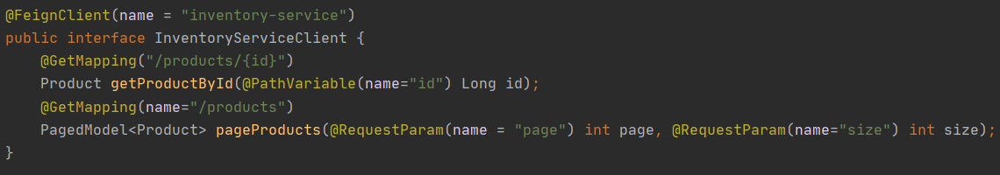 @FeignClient(name = "inventory-service")
public interface InventoryServiceClient {
    @GetMapping("/products/{id}")
    Product getProductById(@PathVariable(name="id") Long id);
    @GetMapping(name="/products")
    PagedModel<Product> pageProducts(@RequestParam(name = "page") int page, @RequestParam(name="size") int size);
}